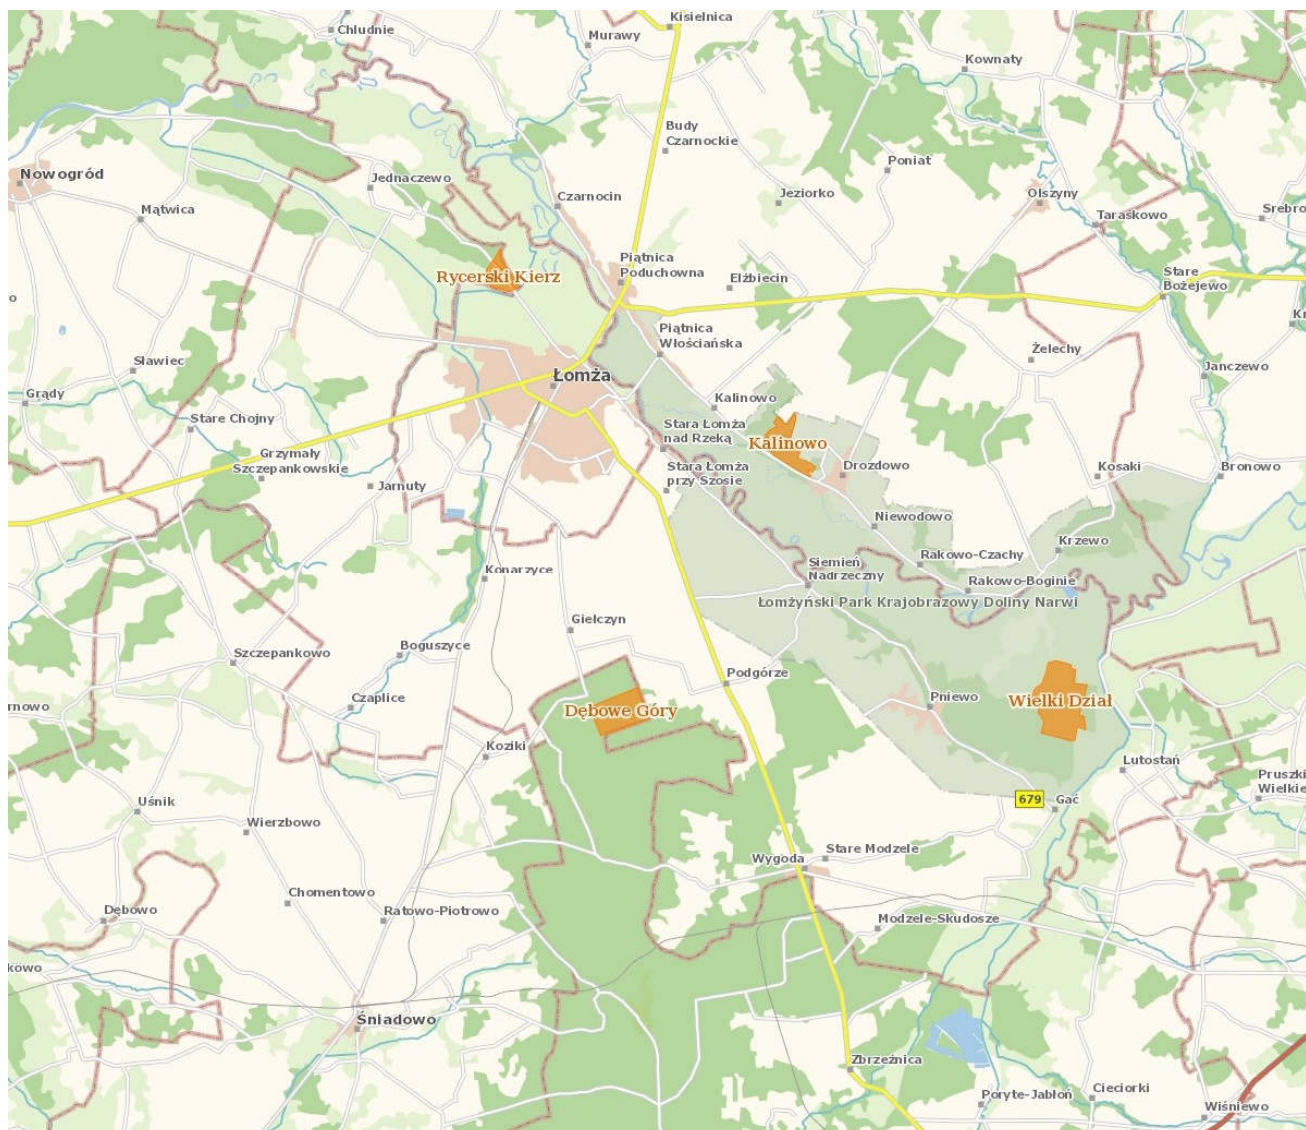 Kisielnica
Chludnie
Murawy
Kownaty
Budy
Czarnockie
Poniat
Nowogród
Jednaczewo
Czarnocin
Jeziorko
Olszyny
Mątwica
Taraskowo
Srebro
Piątnica
Poduchowna
Rycerski Kierz
Elżbiecin
Stare
Bożejewo
o
Kr
Piątnica
Włościańska
Żelechy
Sławiec
Janczewo
Łomża
Grądy
Kalinowo
Stare Chojny
Stara Łomża
nad Rzeką
Kalinowo
Grzymały
Szczepankowskie
Stara Łomża
przy Szosie
Drozdowo
Kosaki
Bronowo
Jarnuty
Niewodowo
Krzewo
Rakowo-Czachy
Konarzyce
Siemień
Nadrzeczny
Rakowo-Boginie
Łomżyński Park Krajobrazowy Doliny Narwi
Giełczyn
Boguszyce
Szczepankowo
Podgórze
Czaplice
Pniewo
Wielki Dział
rnowo
Dębowe Góry
Koziki
Lutostań
Pruszki
Wielkie
Uśnik
679
Gać
Wierzbowo
Stare Modzele
Wygoda
Chomentowo
Dębowo
Ratowo-Piotrowo
Modzele-Skudosze
kowo
Śniadowo
Zbrzeźnica
Poryte-Jabłoń
Cieciorki
Wiśniewo